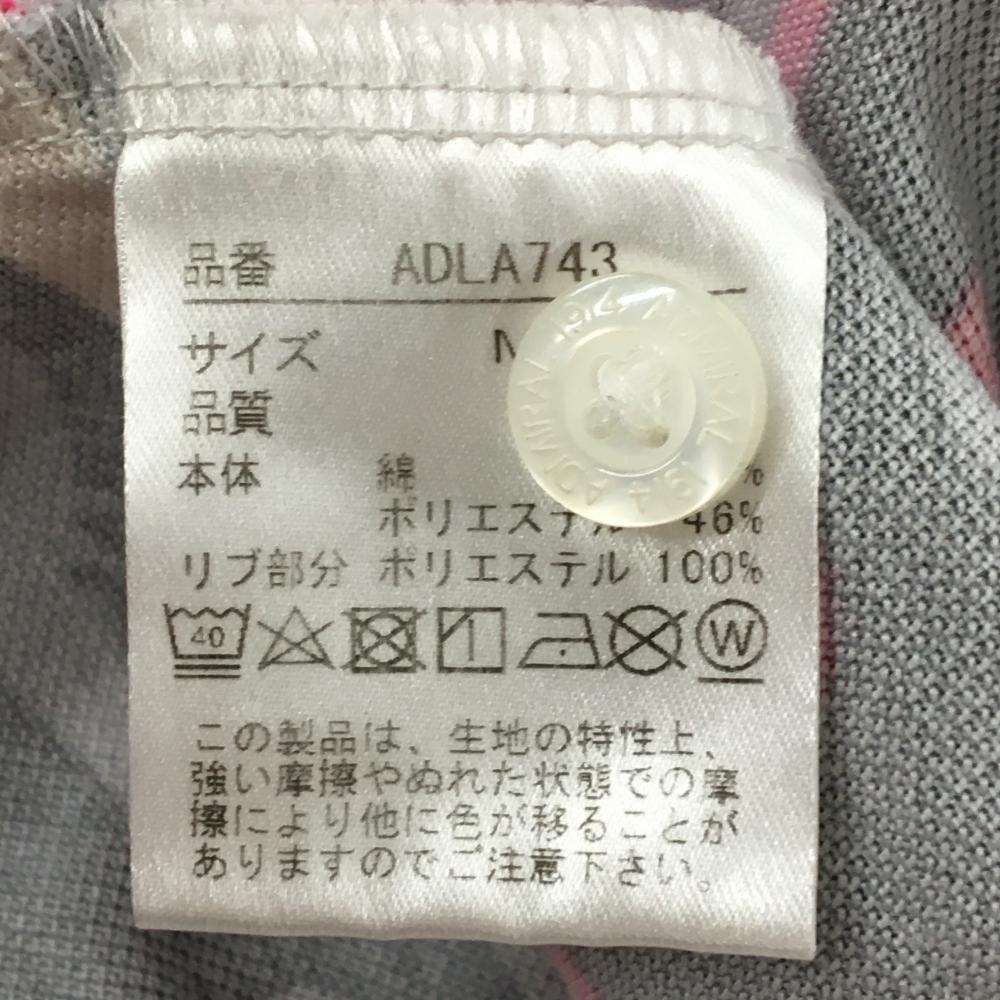 品番 ADLA743
サイズ
品質
本体 綿 %
ポリエステル 46%
リブ部分 ポリエステル 100%
40 W
この製品は、生地の特性上、
強い摩擦やぬれた状態での摩
擦により他に色が移ることが
ありますのでご注意下さい。
ADMIRAL 1914 ADMIRAL 1914